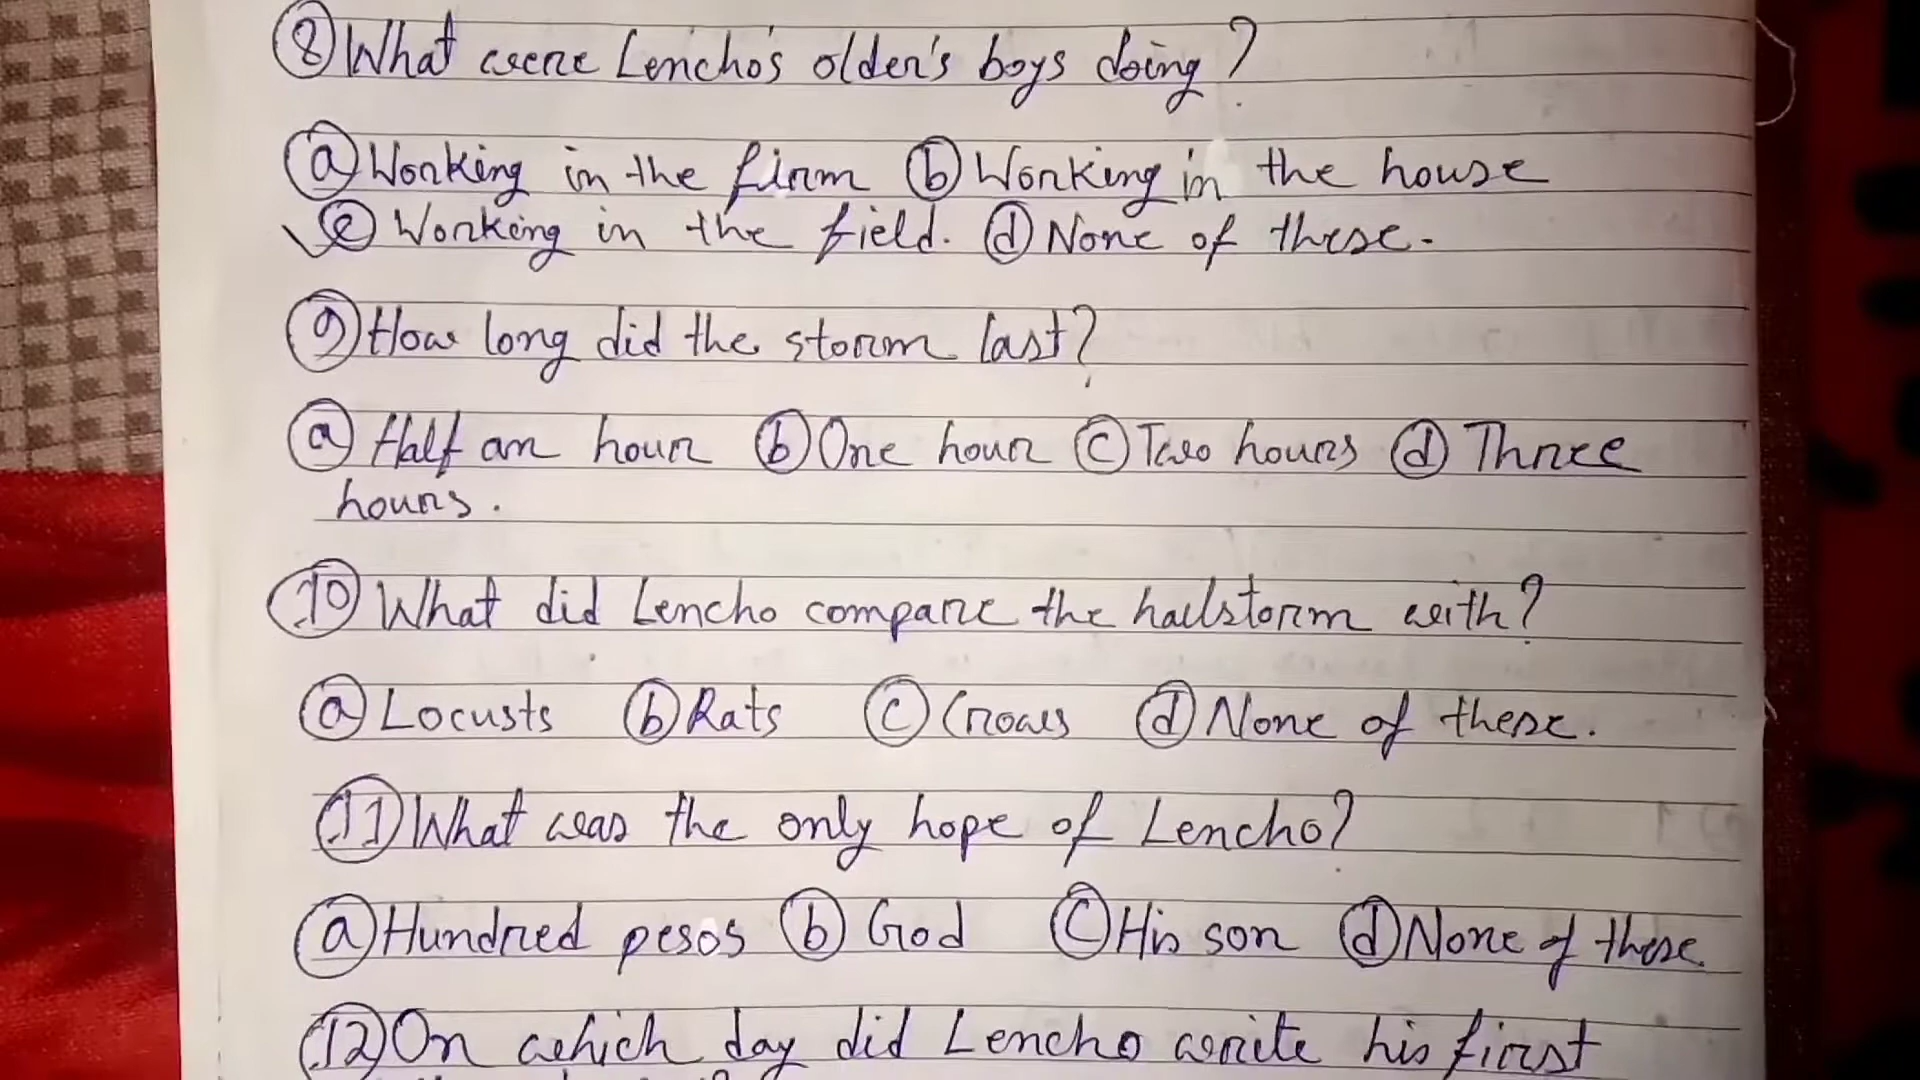 8 What were Lencho's older's boys doing?
a Working in the firm b Working in the house
c Working in the field. d None of these.
9 How long did the storm last?
a Half an hour b One hour c Two hours d Three
hours.
10 What did Lencho compare the hailstorm with?
a Locusts b Rats c Crows d None of these.
11 What was the only hope of Lencho?
a Hundred pesos b God c His son d None of these.
12 On which day did Lencho write his first